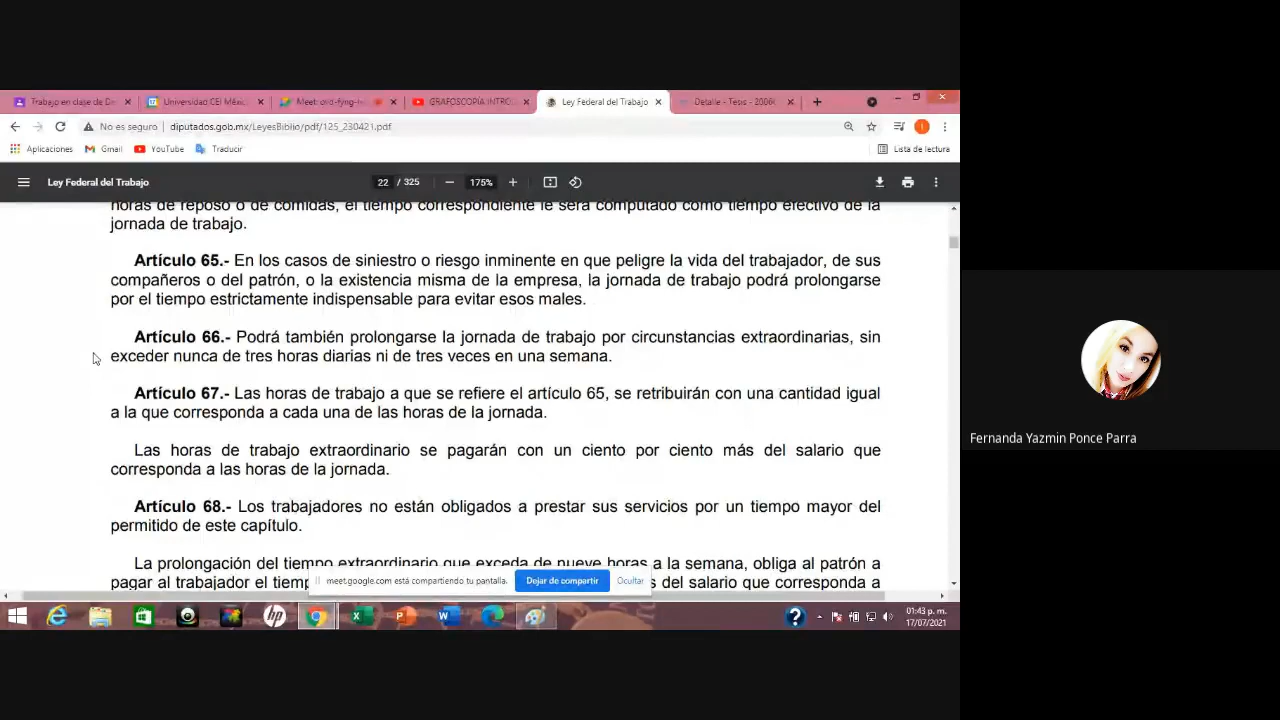 Trabajo en clase de De
Universidad CEI Méxic
Meet: ovd-fjng-
GRAFOSCOPÍA INTRO
Ley Federal del Trabajo
Detalle - Tesis - 2006
No es seguro | diputados.gob.mx/LeyesBiblio/pdf/125_230421.pdf
Aplicaciones Gmail YouTube Traducir Lista de lectura
Ley Federal del Trabajo 22 / 325 175%
horas de reposo o de comidas, el tiempo correspondiente le será computado como tiempo efectivo de la
jornada de trabajo.
Artículo 65.- En los casos de siniestro o riesgo inminente en que peligre la vida del trabajador, de sus
compañeros o del patrón, o la existencia misma de la empresa, la jornada de trabajo podrá prolongarse
por el tiempo estrictamente indispensable para evitar esos males.
Artículo 66.- Podrá también prolongarse la jornada de trabajo por circunstancias extraordinarias, sin
exceder nunca de tres horas diarias ni de tres veces en una semana.
Artículo 67.- Las horas de trabajo a que se refiere el artículo 65, se retribuirán con una cantidad igual
a la que corresponda a cada una de las horas de la jornada.
Las horas de trabajo extraordinario se pagarán con un ciento por ciento más del salario que
corresponda a las horas de la jornada.
Artículo 68.- Los trabajadores no están obligados a prestar sus servicios por un tiempo mayor del
permitido de este capítulo.
La prolongación del tiempo extraordinario que exceda de nueve horas a la semana, obliga al patrón a
pagar al trabajador el tiemp s del salario que corresponda a
meet.google.com está compartiendo tu pantalla. Dejar de compartir Ocultar
01:43 p. m.
17/07/2021
Fernanda Yazmin Ponce Parra